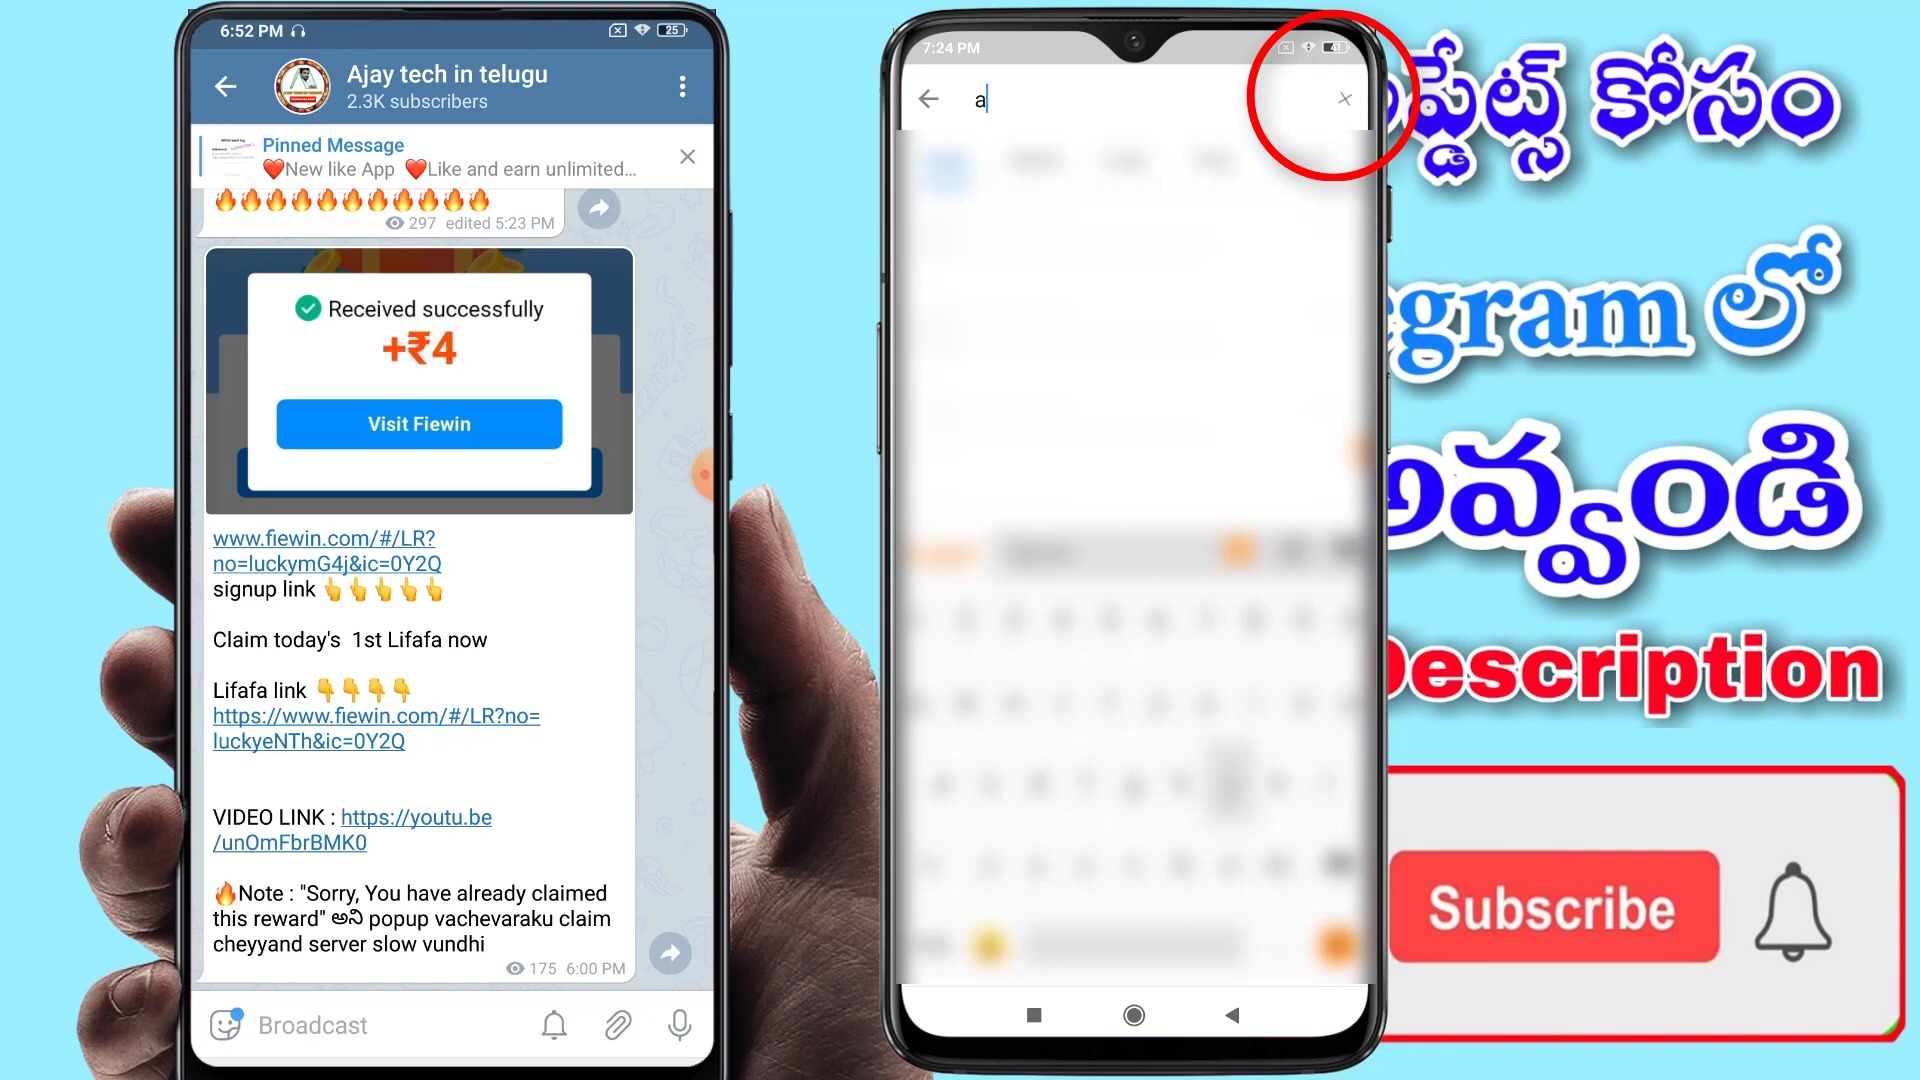 6:52 PM
25
Ajay tech in telugu
2.3K subscribers
Pinned Message
❤️New like App ❤️Like and earn unlimited...
🔥🔥🔥🔥🔥🔥🔥🔥🔥🔥🔥
297 edited 5:23 PM
Received successfully
+₹4
Visit Fiewin
www.fiewin.com/#/LR?
no=luckymG4j&ic=0Y2Q
signup link 👆👆👆👆👆
Claim today's 1st Lifafa now
Lifafa link 👇👇👇👇
https://www.fiewin.com/#/LR?no=
luckyeNTh&ic=0Y2Q
VIDEO LINK : https://youtu.be
/unOmFbrBMK0
🔥Note : "Sorry, You have already claimed
this reward" అని popup vachevaraku claim
cheyyand server slow vundhi
175 6:00 PM
Broadcast
7:24 PM
41
a
ప్డేట్స్ కోసం
egram లో
అవ్వండి
Description
Subscribe